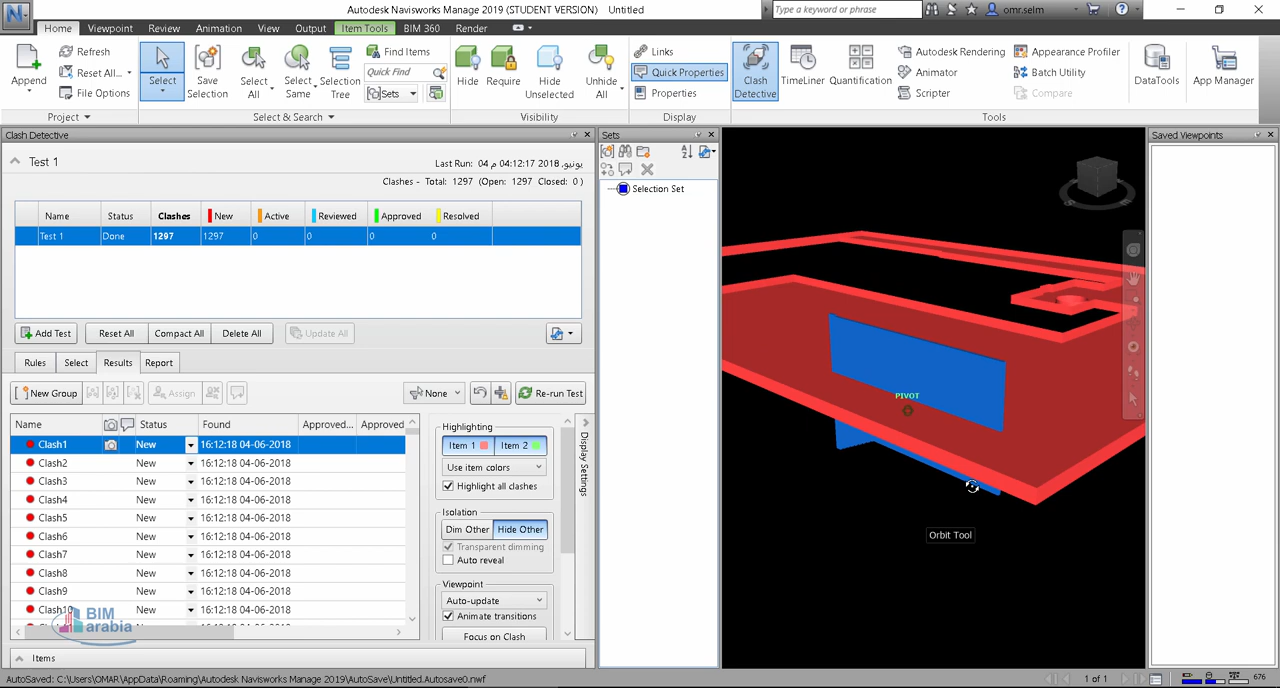 Autodesk Navisworks Manage 2019 (STUDENT VERSION) Untitled
Type a keyword or phrase
omr.selm
Home Viewpoint Review Animation View Output Item Tools BIM 360 Render
Append
Refresh
Reset All...
File Options
Project
Select
Save Selection
Select All
Select Same
Selection Tree
Find Items
Quick Find
Sets
Select & Search
Hide
Require
Hide Unselected
Unhide All
Visibility
Links
Quick Properties
Properties
Display
Clash Detective
TimeLiner
Quantification
Autodesk Rendering
Animator
Scripter
Appearance Profiler
Batch Utility
Compare
Tools
DataTools
App Manager
Clash Detective
Test 1
Last Run: يونيو, 2018 04:12:17 م 04
Clashes - Total: 1297 (Open: 1297 Closed: 0 )
Name Status Clashes New Active Reviewed Approved Resolved
Test 1 Done 1297 1297 0 0 0 0
Add Test Reset All Compact All Delete All Update All
Rules Select Results Report
New Group Assign None Re-run Test
Name Status Found Approved... Approved
Clash1 New 16:12:18 04-06-2018
Clash2 New 16:12:18 04-06-2018
Clash3 New 16:12:18 04-06-2018
Clash4 New 16:12:18 04-06-2018
Clash5 New 16:12:18 04-06-2018
Clash6 New 16:12:18 04-06-2018
Clash7 New 16:12:18 04-06-2018
Clash8 New 16:12:18 04-06-2018
Clash9 New 16:12:18 04-06-2018
Clash10 New 16:12:18 04-06-2018
BIM
arabia
Highlighting
Item 1 Item 2
Use item colors
Highlight all clashes
Isolation
Dim Other Hide Other
Transparent dimming
Auto reveal
Viewpoint
Auto-update
Animate transitions
Focus on Clash
Display Settings
Items
Sets
Selection Set
PIVOT
Orbit Tool
Saved Viewpoints
AutoSaved: C:\Users\OMAR\AppData\Roaming\Autodesk Navisworks Manage 2019\AutoSave\Untitled.Autosave0.nwf
1 of 1
676